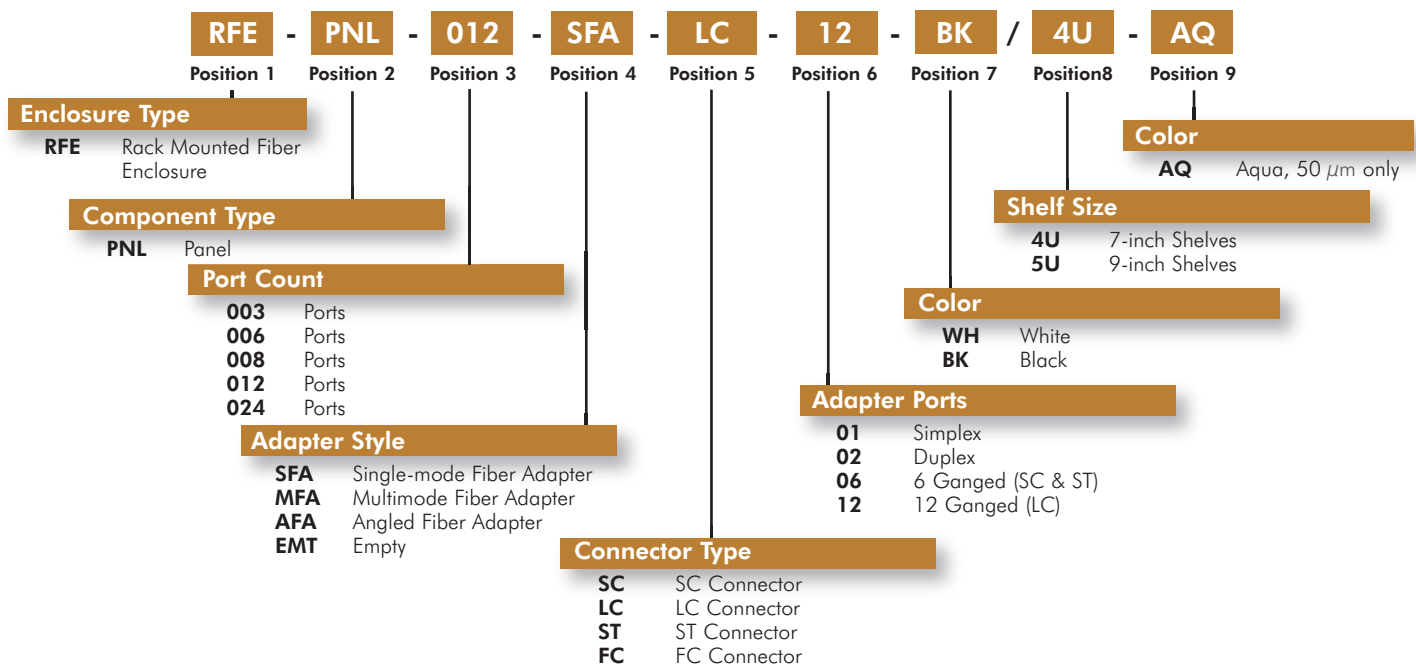 RFE - PNL - 012 - SFA - LC - 12 - BK / 4U - AQ
Position 1 Position 2 Position 3 Position 4 Position 5 Position 6 Position 7 Position8 Position 9
Enclosure Type
RFE Rack Mounted Fiber
Enclosure
Component Type
PNL Panel
Port Count
003 Ports
006 Ports
008 Ports
012 Ports
024 Ports
Adapter Style
SFA Single-mode Fiber Adapter
MFA Multimode Fiber Adapter
AFA Angled Fiber Adapter
EMT Empty
Connector Type
SC SC Connector
LC LC Connector
ST ST Connector
FC FC Connector
Adapter Ports
01 Simplex
02 Duplex
06 6 Ganged (SC & ST)
12 12 Ganged (LC)
Color
WH White
BK Black
Shelf Size
4U 7-inch Shelves
5U 9-inch Shelves
Color
AQ Aqua, 50 µm only